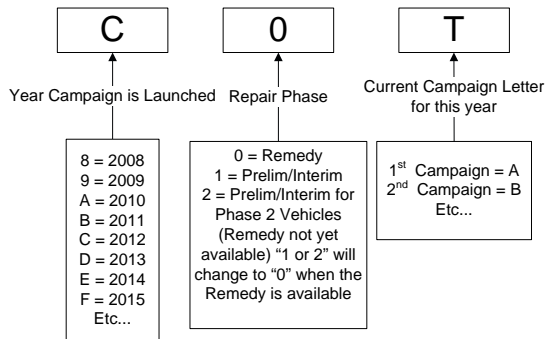 C
0
T
Year Campaign is Launched
Repair Phase
Current Campaign Letter
for this year
8 = 2008
9 = 2009
A = 2010
B = 2011
C = 2012
D = 2013
E = 2014
F = 2015
Etc...
0 = Remedy
1 = Prelim/Interim
2 = Prelim/Interim for
Phase 2 Vehicles
(Remedy not yet
available) “1 or 2” will
change to “0” when the
Remedy is available
1st Campaign = A
2nd Campaign = B
Etc...